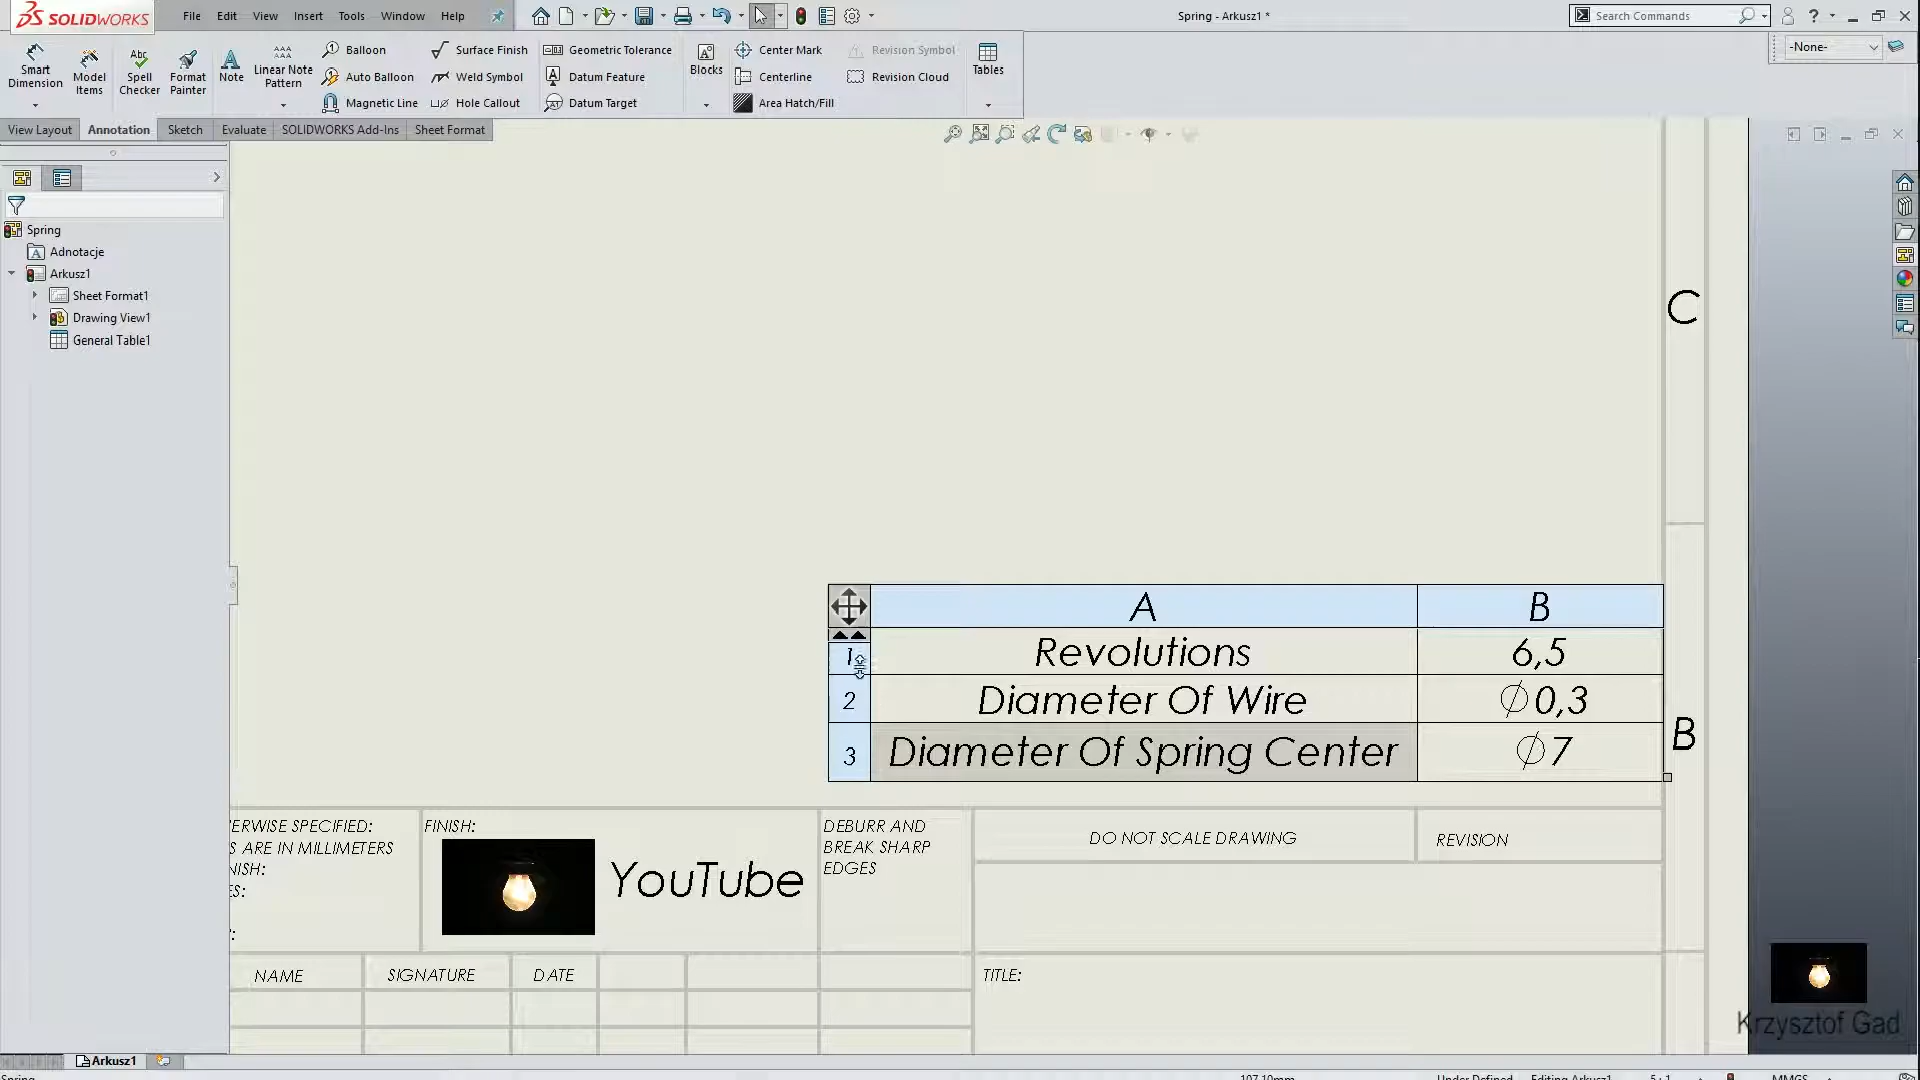 SOLIDWORKS File Edit View Insert Tools Window Help
Spring - Arkusz1 *
Search Commands
Smart Dimension
Model Items
Abc Spell Checker
Format Painter
Note
Linear Note Pattern
Balloon
Auto Balloon
Magnetic Line
Surface Finish
Weld Symbol
Hole Callout
Geometric Tolerance
Datum Feature
Datum Target
Blocks
Center Mark
Centerline
Area Hatch/Fill
Revision Symbol
Revision Cloud
Tables
-None-
View Layout Annotation Sketch Evaluate SOLIDWORKS Add-Ins Sheet Format
Spring
Adnotacje
Arkusz1
Sheet Format1
Drawing View1
General Table1
C
A B
1 Revolutions 6,5
2 Diameter Of Wire ∅0,3
3 Diameter Of Spring Center ∅7
B
ERWISE SPECIFIED:
S ARE IN MILLIMETERS
NISH:
ES:
FINISH:
YouTube
DEBURR AND
BREAK SHARP
EDGES
DO NOT SCALE DRAWING
REVISION
NAME SIGNATURE DATE
TITLE:
Krzysztof Gad
Arkusz1